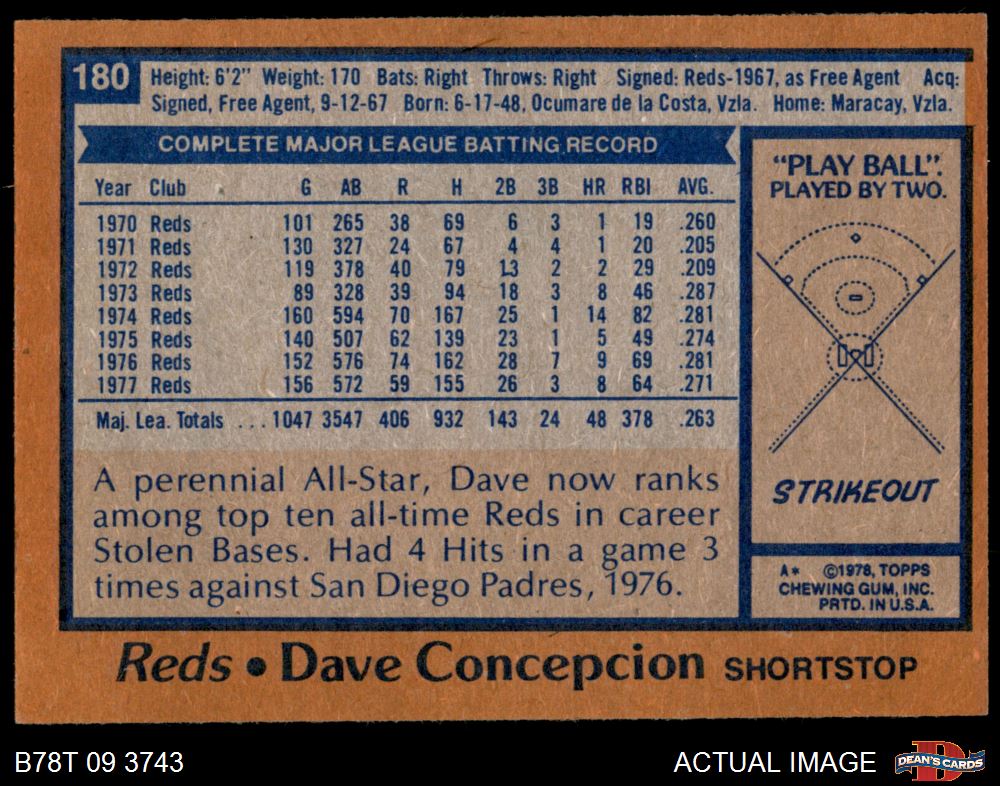 180
Height: 6'2" Weight: 170 Bats: Right Throws: Right Signed: Reds-1967, as Free Agent Acq:
Signed, Free Agent, 9-12-67 Born: 6-17-48, Ocumare de la Costa, Vzla. Home: Maracay, Vzla.
COMPLETE MAJOR LEAGUE BATTING RECORD
Year Club G AB R H 2B 3B HR RBI AVG.
1970 Reds 101 265 38 69 6 3 1 19 .260
1971 Reds 130 327 24 67 4 4 1 20 .205
1972 Reds 119 378 40 79 13 2 2 29 .209
1973 Reds 89 328 39 94 18 3 8 46 .287
1974 Reds 160 594 70 167 25 1 14 82 .281
1975 Reds 140 507 62 139 23 1 5 49 .274
1976 Reds 152 576 74 162 28 7 9 69 .281
1977 Reds 156 572 59 155 26 3 8 64 .271
Maj. Lea. Totals ... 1047 3547 406 932 143 24 48 378 .263
A perennial All-Star, Dave now ranks
among top ten all-time Reds in career
Stolen Bases. Had 4 Hits in a game 3
times against San Diego Padres, 1976.
"PLAY BALL".
PLAYED BY TWO.
STRIKEOUT
A* ©1978, TOPPS
CHEWING GUM, INC.
PRTD. IN U.S.A.
Reds • Dave Concepcion SHORTSTOP
B78T 09 3743
ACTUAL IMAGE
D
DEAN'S CARDS